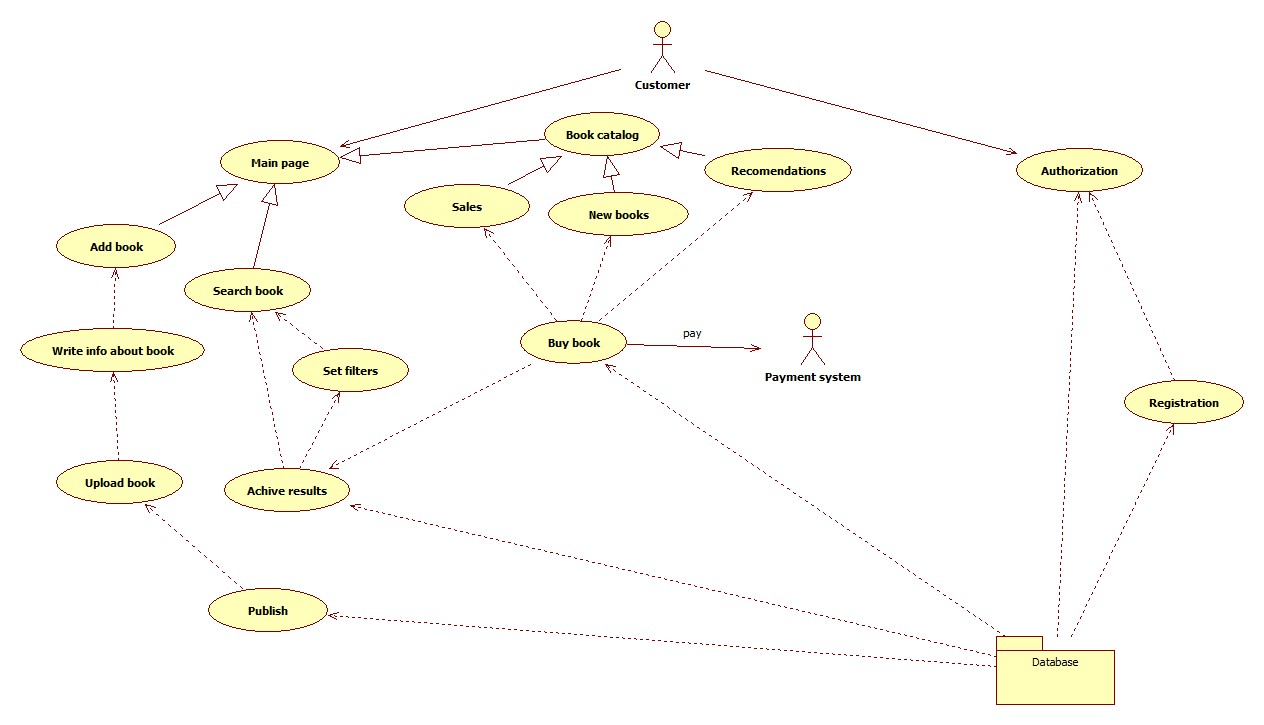 Customer
Book catalog
Main page
Recomendations
Authorization
Sales
New books
Add book
Search book
pay
Buy book
Write info about book
Set filters
Payment system
Registration
Upload book
Achive results
Publish
Database